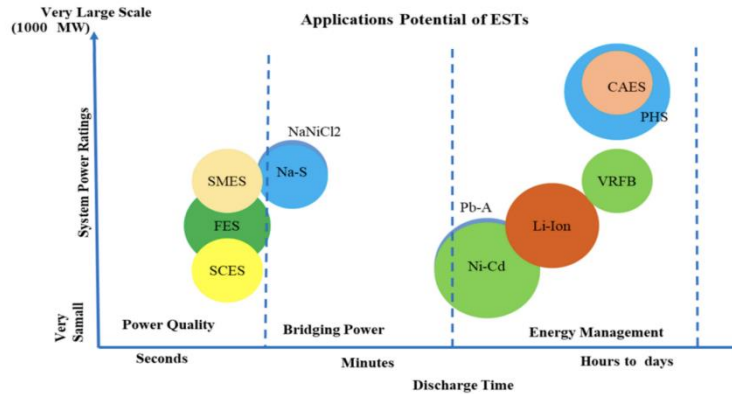 Very Large Scale
(1000 MW)
Applications Potential of ESTs
CAES
PHS
NaNiCl2
Na-S
SMES
VRFB
System Power Ratings
Pb-A
FES
Li-Ion
SCES
Ni-Cd
Very
Samall
Power Quality
Bridging Power
Energy Management
Seconds
Minutes
Hours to days
Discharge Time